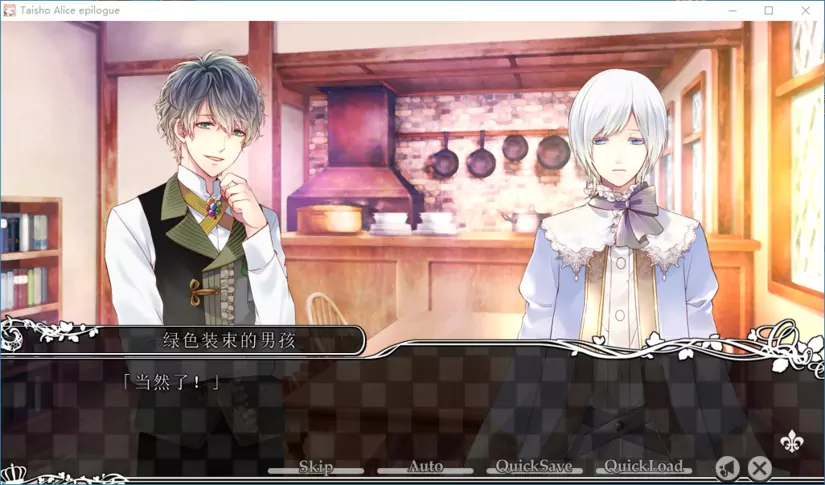 Taisho Alice epilogue
绿色装束的男孩
「当然了！」
Skip
Auto
QuickSave
QuickLoad